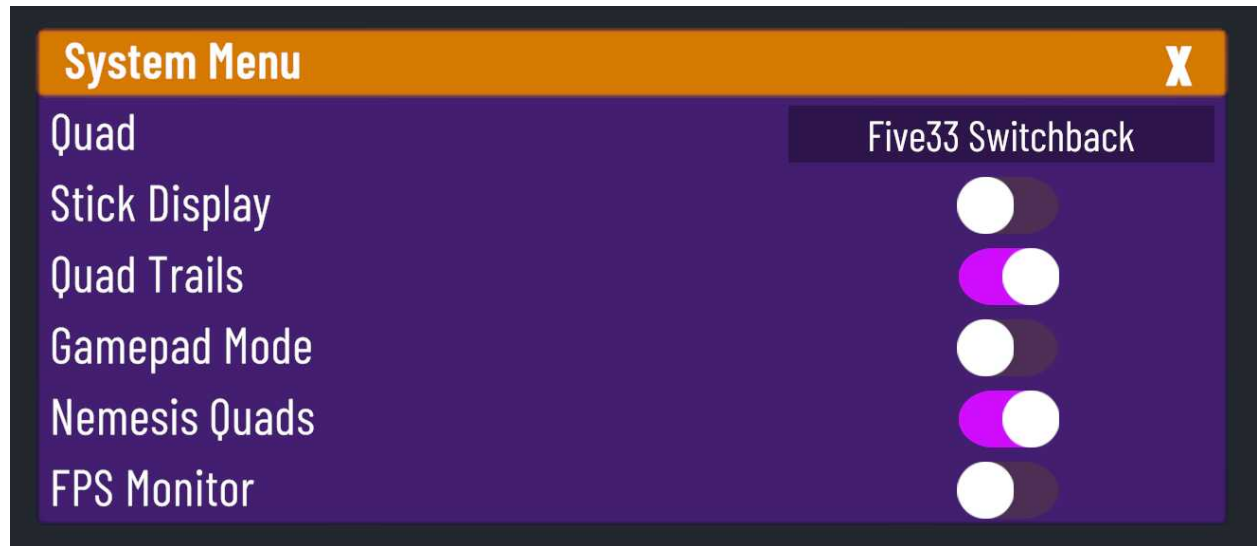 System Menu X
Quad Five33 Switchback
Stick Display
Quad Trails
Gamepad Mode
Nemesis Quads
FPS Monitor